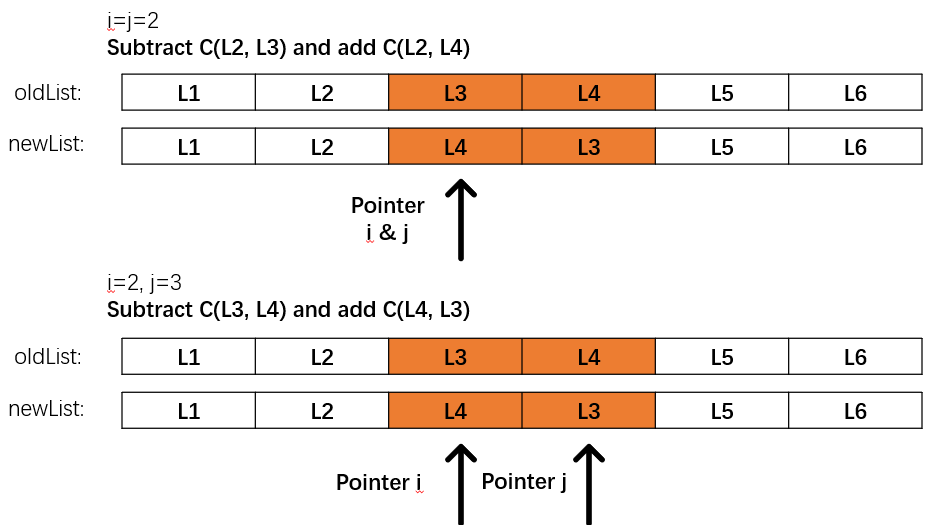 i=j=2
Subtract C(L2, L3) and add C(L2, L4)
oldList: L1 L2 L3 L4 L5 L6
newList: L1 L2 L4 L3 L5 L6
Pointer
i & j
i=2, j=3
Subtract C(L3, L4) and add C(L4, L3)
oldList: L1 L2 L3 L4 L5 L6
newList: L1 L2 L4 L3 L5 L6
Pointer i Pointer j